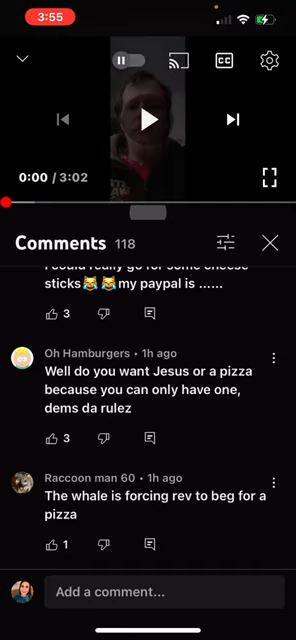 3:55
CC
0:00 / 3:02
Comments 118
I could really go for some cheese
sticks😹😹my paypal is ......
3
Oh Hamburgers • 1h ago
Well do you want Jesus or a pizza
because you can only have one,
dems da rulez
3
Raccoon man 60 • 1h ago
The whale is forcing rev to beg for a
pizza
1
Add a comment...